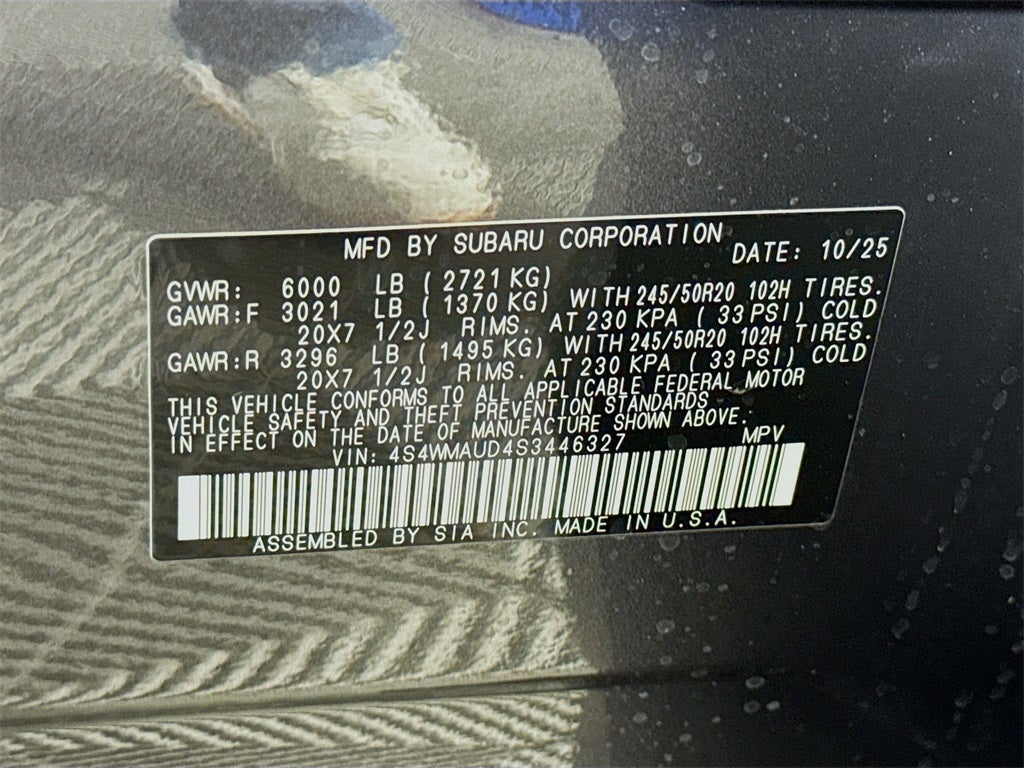 MFD BY SUBARU CORPORATION DATE: 10/25
GVWR: 6000 LB ( 2721 KG)
GAWR:F 3021 LB ( 1370 KG) WITH 245/50R20 102H TIRES.
20X7 1/2J RIMS. AT 230 KPA ( 33 PSI) COLD
GAWR:R 3296 LB ( 1495 KG) WITH 245/50R20 102H TIRES.
20X7 1/2J RIMS. AT 230 KPA ( 33 PSI) COLD
THIS VEHICLE CONFORMS TO ALL APPLICABLE FEDERAL MOTOR
VEHICLE SAFETY AND THEFT PREVENTION STANDARDS
IN EFFECT ON THE DATE OF MANUFACTURE SHOWN ABOVE.
VIN: 4S4WMAUD4S3446327 MPV
ASSEMBLED BY SIA INC. MADE IN U.S.A.